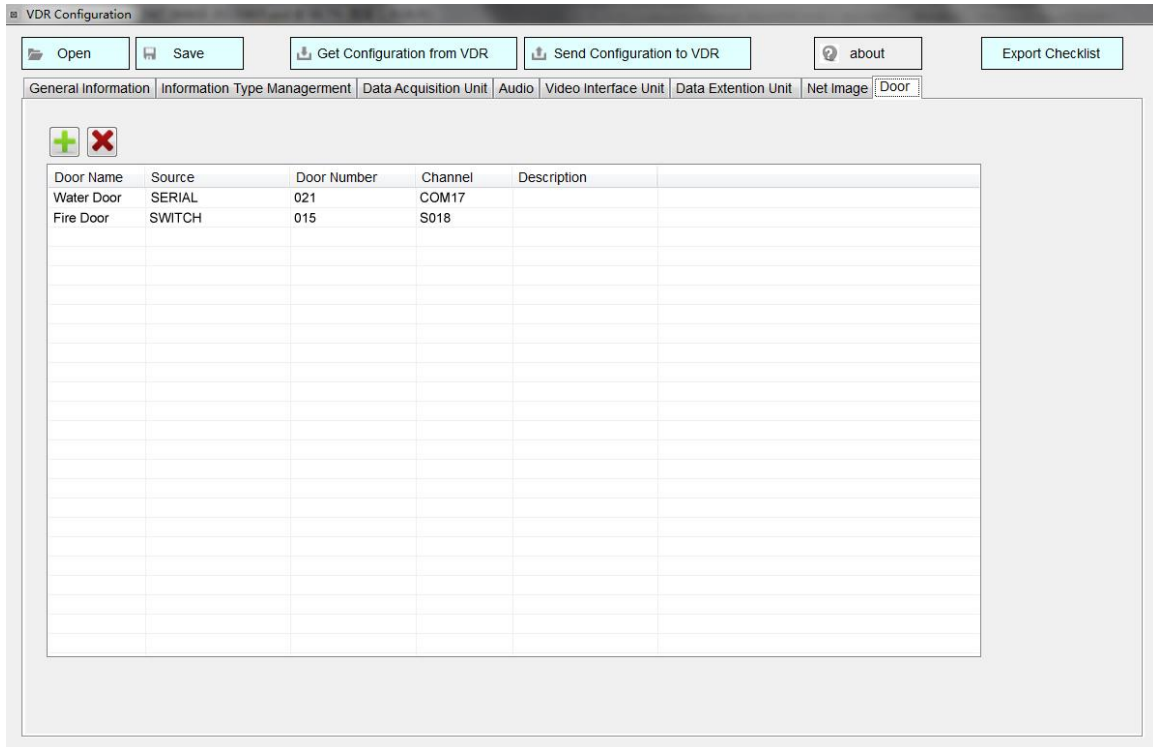 VDR Configuration
Open Save Get Configuration from VDR Send Configuration to VDR about Export Checklist
General Information Information Type Managerment Data Acquisition Unit Audio Video Interface Unit Data Extention Unit Net Image Door
Door Name Source Door Number Channel Description
Water Door SERIAL 021 COM17
Fire Door SWITCH 015 S018